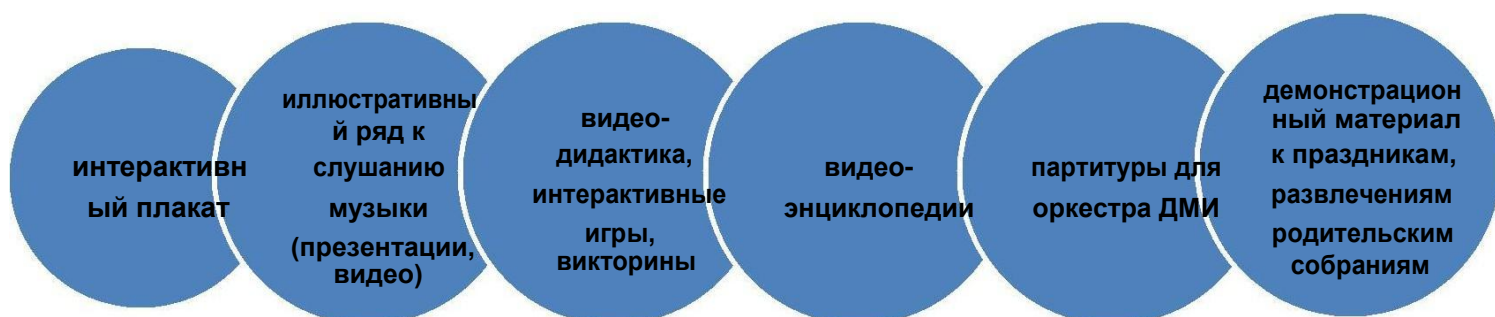 интерактивн
ый плакат
иллюстративны
й ряд к
слушанию
музыки
(презентации,
видео)
видео-
дидактика,
интерактивные
игры,
викторины
видео-
энциклопедии
партитуры для
оркестра ДМИ
демонстрацион
ный материал
к праздникам,
развлечениям
родительским
собраниям